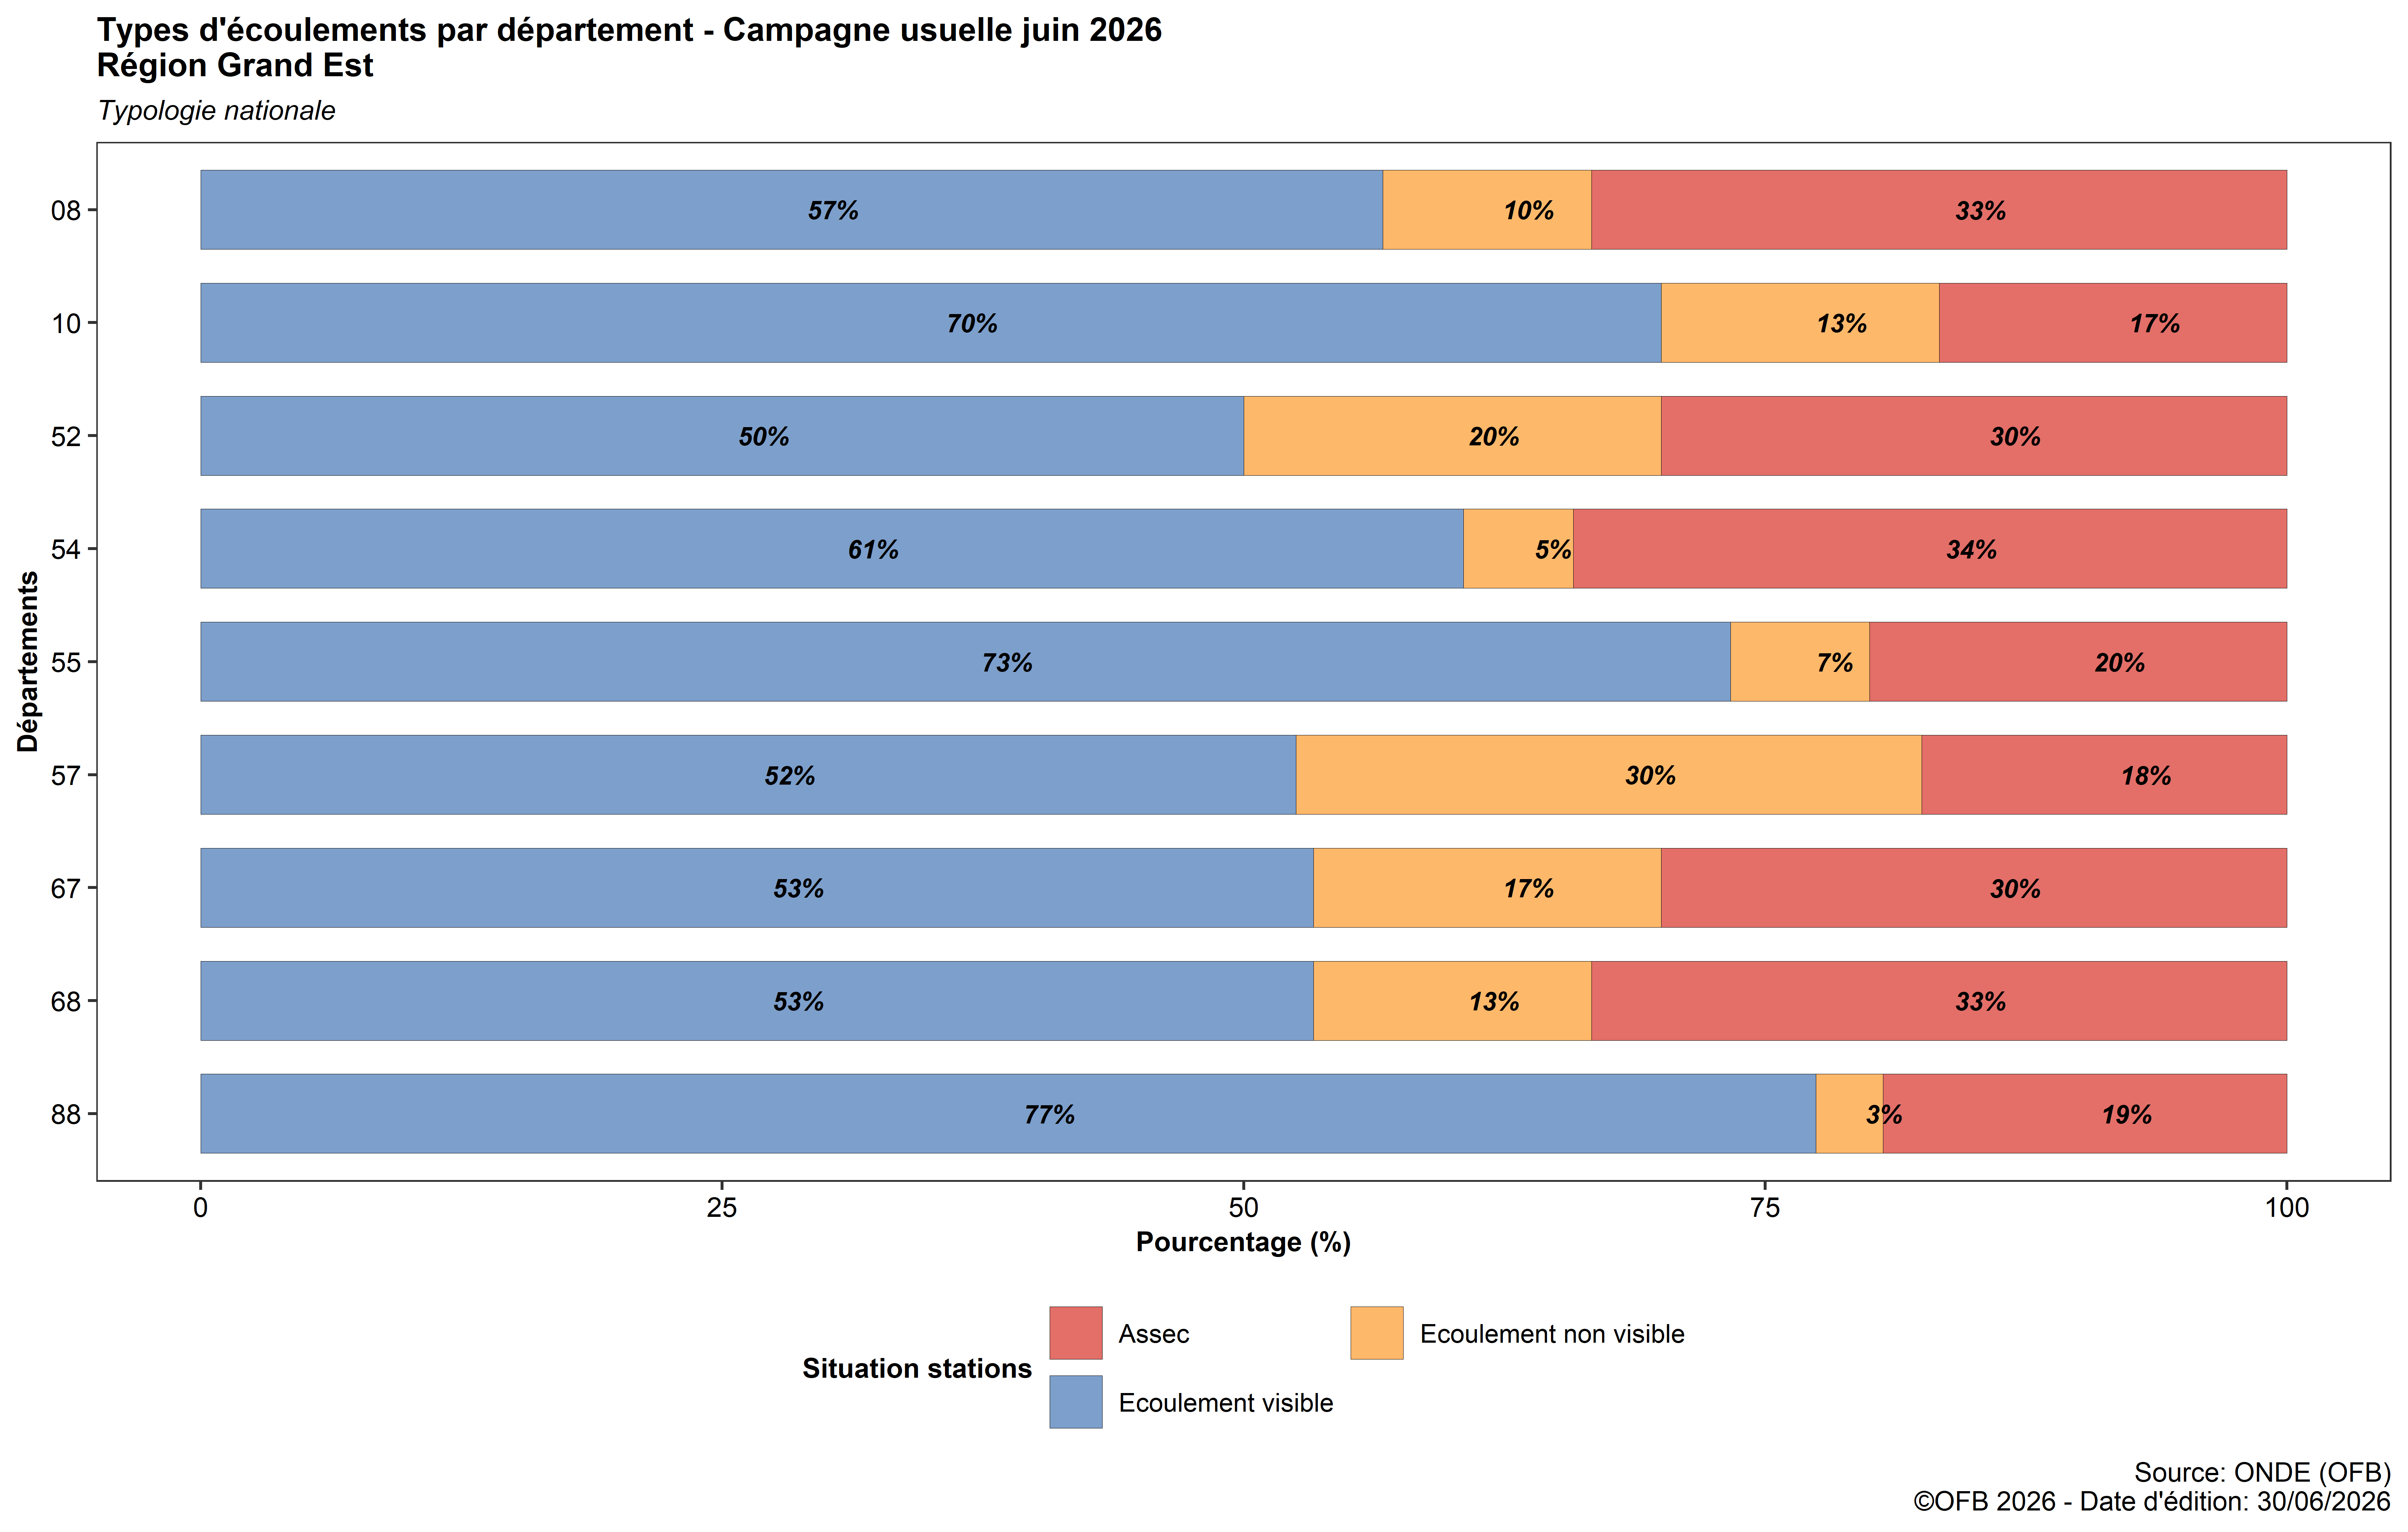 Types d'écoulements par département - Campagne usuelle juin 2026
Région Grand Est
Typologie nationale
Départements
08 57% 10% 33%
10 70% 13% 17%
52 50% 20% 30%
54 61% 5% 34%
55 73% 7% 20%
57 52% 30% 18%
67 53% 17% 30%
68 53% 13% 33%
88 77% 3% 19%
0 25 50 75 100
Pourcentage (%)
Situation stations
Assec
Ecoulement non visible
Ecoulement visible
Source: ONDE (OFB)
©OFB 2026 - Date d'édition: 30/06/2026